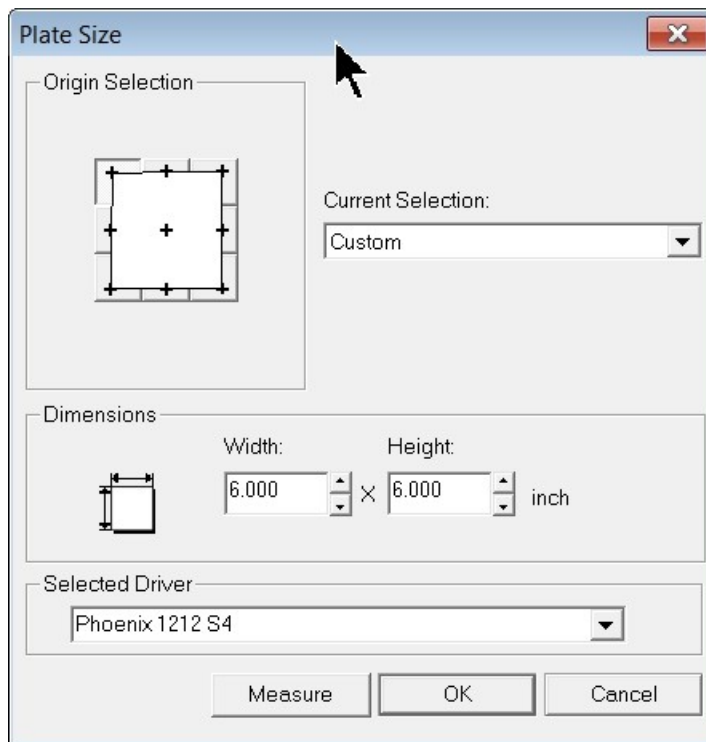 Plate Size
Origin Selection
Current Selection:
Custom
Dimensions
Width:
Height:
6.000
X
6.000
inch
Selected Driver
Phoenix 1212 S4
Measure
OK
Cancel